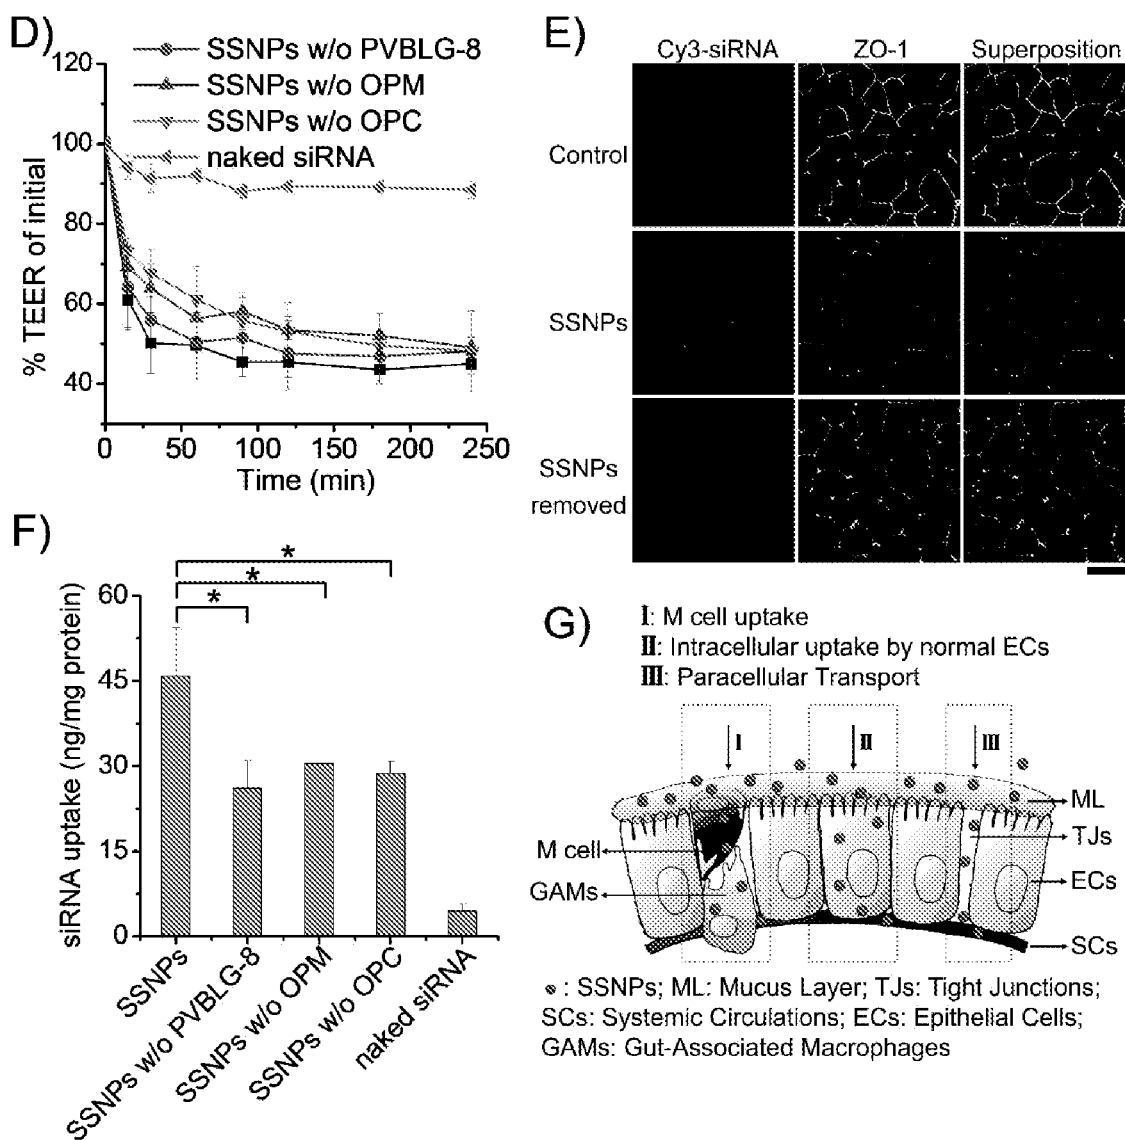 D)
SSNPs w/o PVBLG-8
SSNPs w/o OPM
SSNPs w/o OPC
naked siRNA
120
100
80
60
40
% TEER of initial
0 50 100 150 200 250
Time (min)
E)
Cy3-siRNA ZO-1 Superposition
Control
SSNPs
SSNPs
removed
F)
*
*
*
60
45
30
15
0
siRNA uptake (ng/mg protein)
SSNPs
SSNPs w/o PVBLG-8
SSNPs w/o OPM
SSNPs w/o OPC
naked siRNA
G)
I: M cell uptake
II: Intracellular uptake by normal ECs
III: Paracellular Transport
I II III
ML
TJs
M cell
GAMs
ECs
SCs
: SSNPs; ML: Mucus Layer; TJs: Tight Junctions;
SCs: Systemic Circulations; ECs: Epithelial Cells;
GAMs: Gut-Associated Macrophages